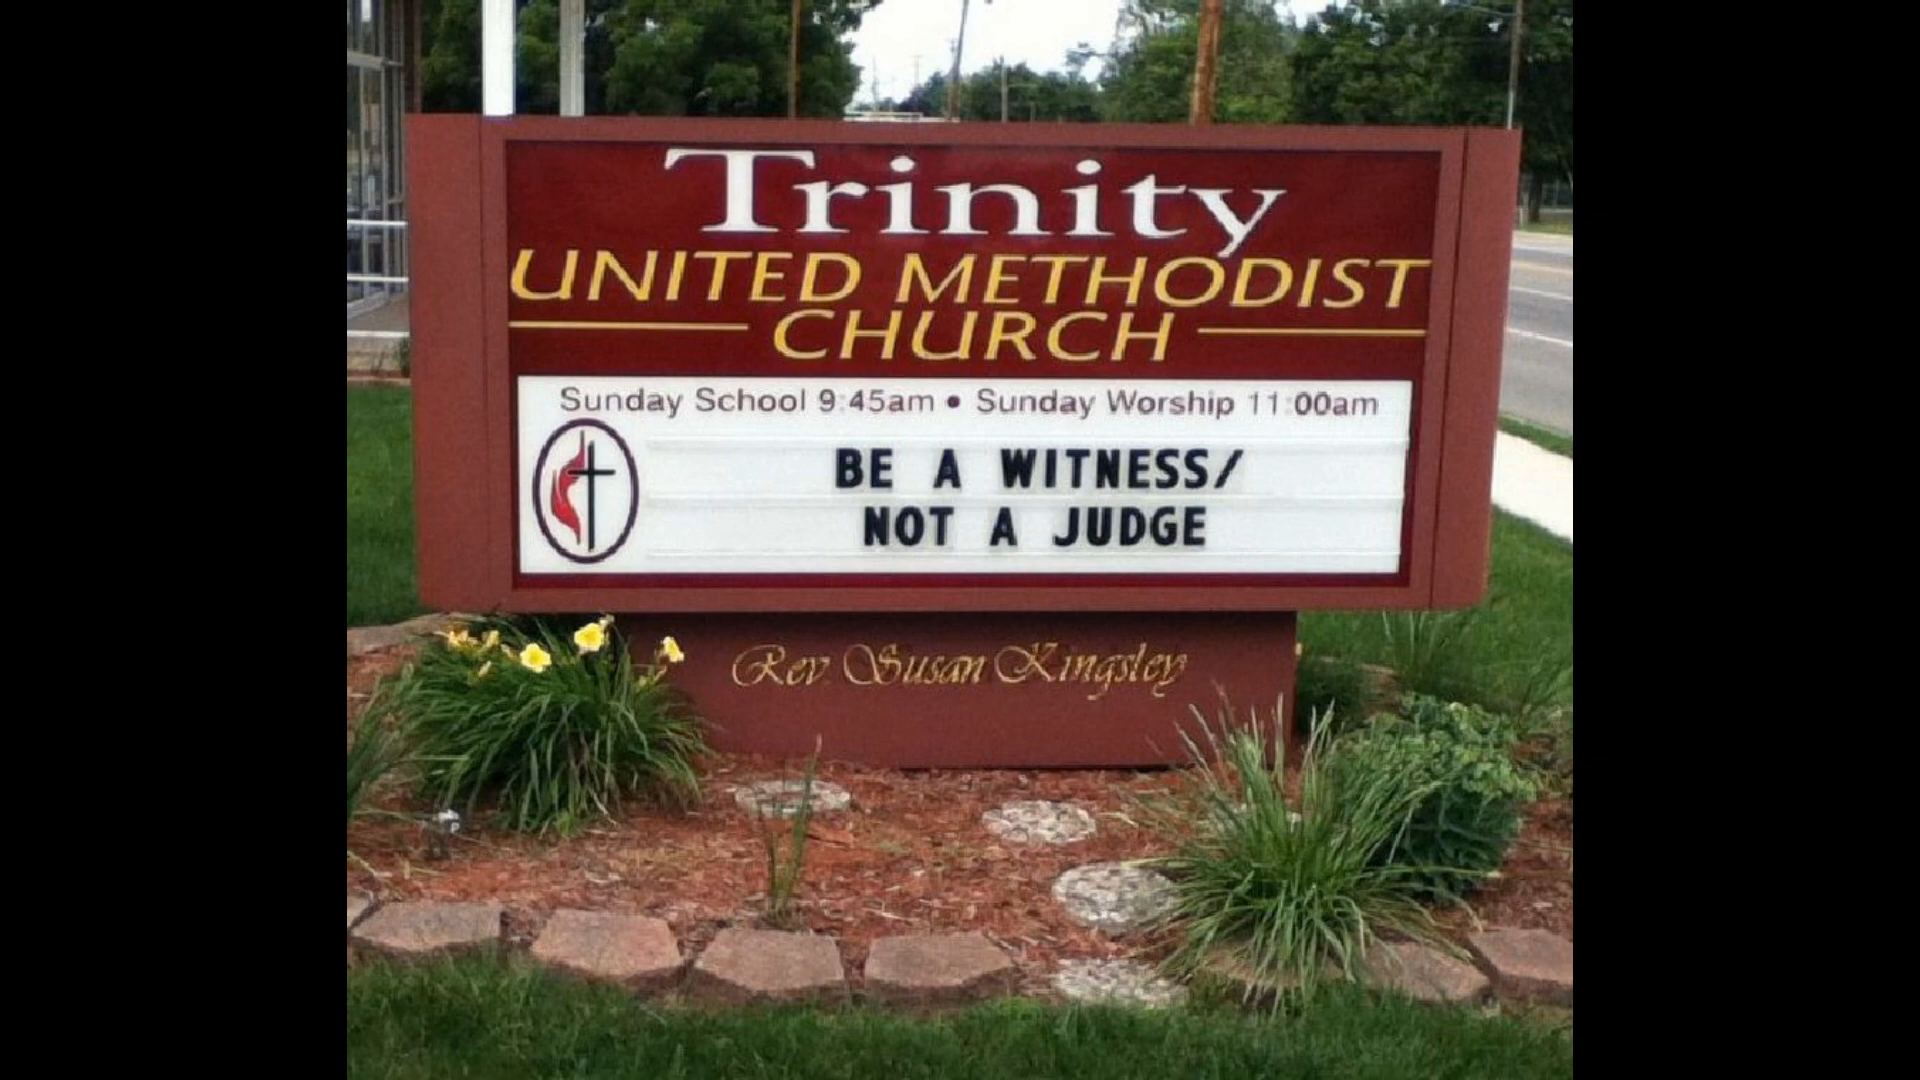 Trinity
UNITED METHODIST
CHURCH
Sunday School 9:45am • Sunday Worship 11:00am
BE A WITNESS/
NOT A JUDGE
Rev. Susan Kingsley